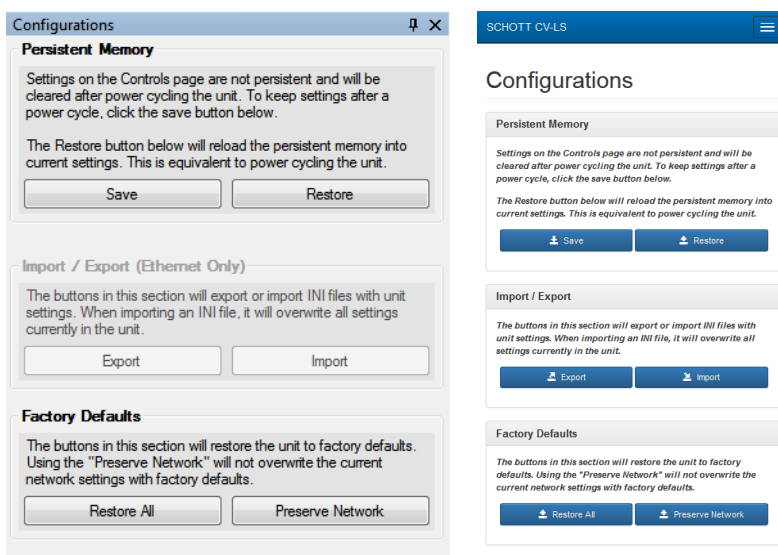 Configurations
Persistent Memory
Settings on the Controls page are not persistent and will be
cleared after power cycling the unit. To keep settings after a
power cycle, click the save button below.
The Restore button below will reload the persistent memory into
current settings. This is equivalent to power cycling the unit.
Save
Restore
Import / Export (Ethernet Only)
The buttons in this section will export or import INI files with unit
settings. When importing an INI file, it will overwrite all settings
currently in the unit.
Export
Import
Factory Defaults
The buttons in this section will restore the unit to factory defaults.
Using the "Preserve Network" will not overwrite the current
network settings with factory defaults.
Restore All
Preserve Network
SCHOTT CV-LS
Configurations
Persistent Memory
Settings on the Controls page are not persistent and will be
cleared after power cycling the unit. To keep settings after a
power cycle, click the save button below.
The Restore button below will reload the persistent memory into
current settings. This is equivalent to power cycling the unit.
Save
Restore
Import / Export
The buttons in this section will export or import INI files with
unit settings. When importing an INI file, it will overwrite all
settings currently in the unit.
Export
Import
Factory Defaults
The buttons in this section will restore the unit to factory
defaults. Using the "Preserve Network" will not overwrite the
current network settings with factory defaults.
Restore All
Preserve Network